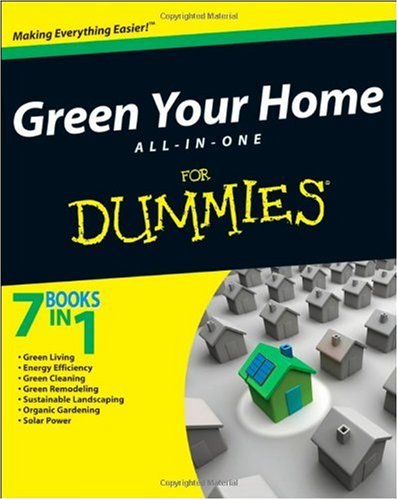 Copyrighted Material
Making Everything Easier!™
Green Your Home
ALL-IN-ONE
FOR
DUMMIES®
7 BOOKS
IN 1
• Green Living
• Energy Efficiency
• Green Cleaning
• Green Remodeling
• Sustainable Landscaping
• Organic Gardening
• Solar Power
Copyrighted Material